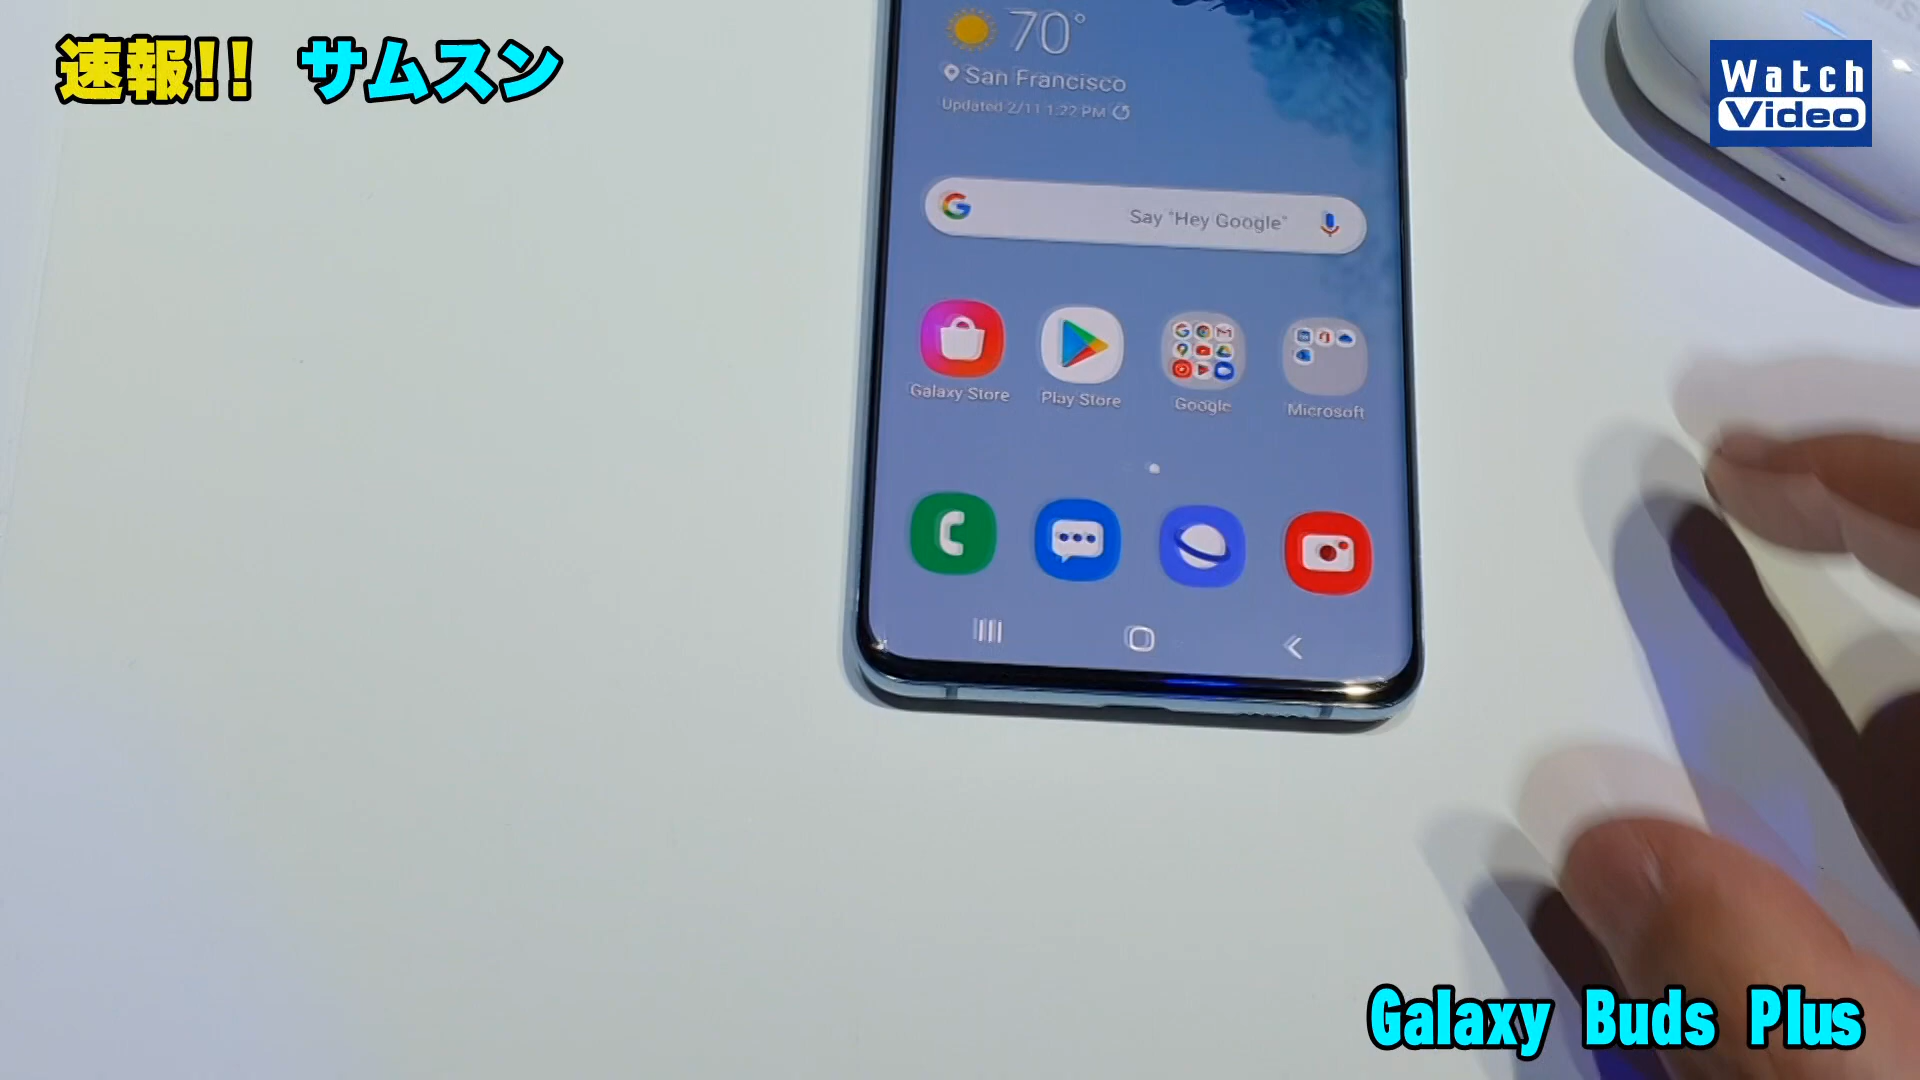 速報!! サムスン
Watch
Video
70°
San Francisco
Updated 2/11 1:22 PM
Say "Hey Google"
Galaxy Store
Play Store
Google
Microsoft
Galaxy Buds Plus